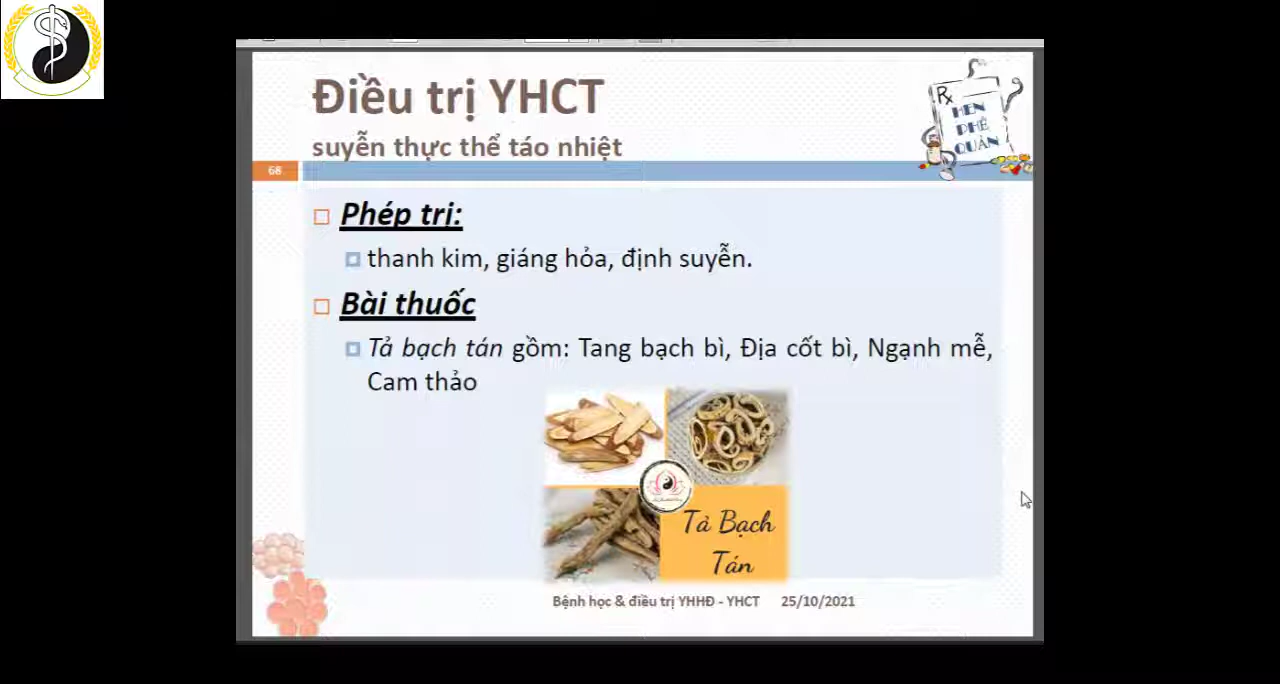 Điều trị YHCT
suyễn thực thể táo nhiệt
Rx
HEN
PHẾ
QUẢN
68
Phép trị:
thanh kim, giáng hỏa, định suyễn.
Bài thuốc
Tả bạch tán gồm: Tang bạch bì, Địa cốt bì, Ngạnh mễ,
Cam thảo
Tả Bạch
Tán
Bệnh học & điều trị YHHĐ - YHCT 25/10/2021